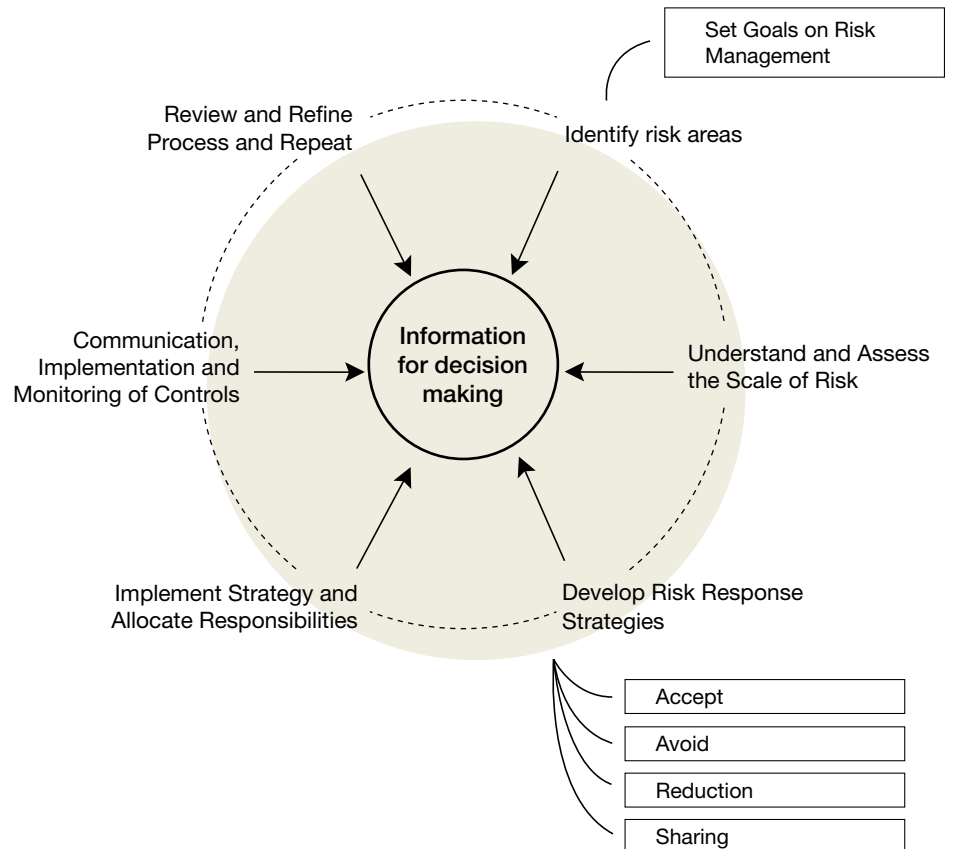 Set Goals on Risk
Management
Review and Refine
Process and Repeat
Identify risk areas
Communication,
Implementation and
Monitoring of Controls
Information
for decision
making
Understand and Assess
the Scale of Risk
Implement Strategy and
Allocate Responsibilities
Develop Risk Response
Strategies
Accept
Avoid
Reduction
Sharing